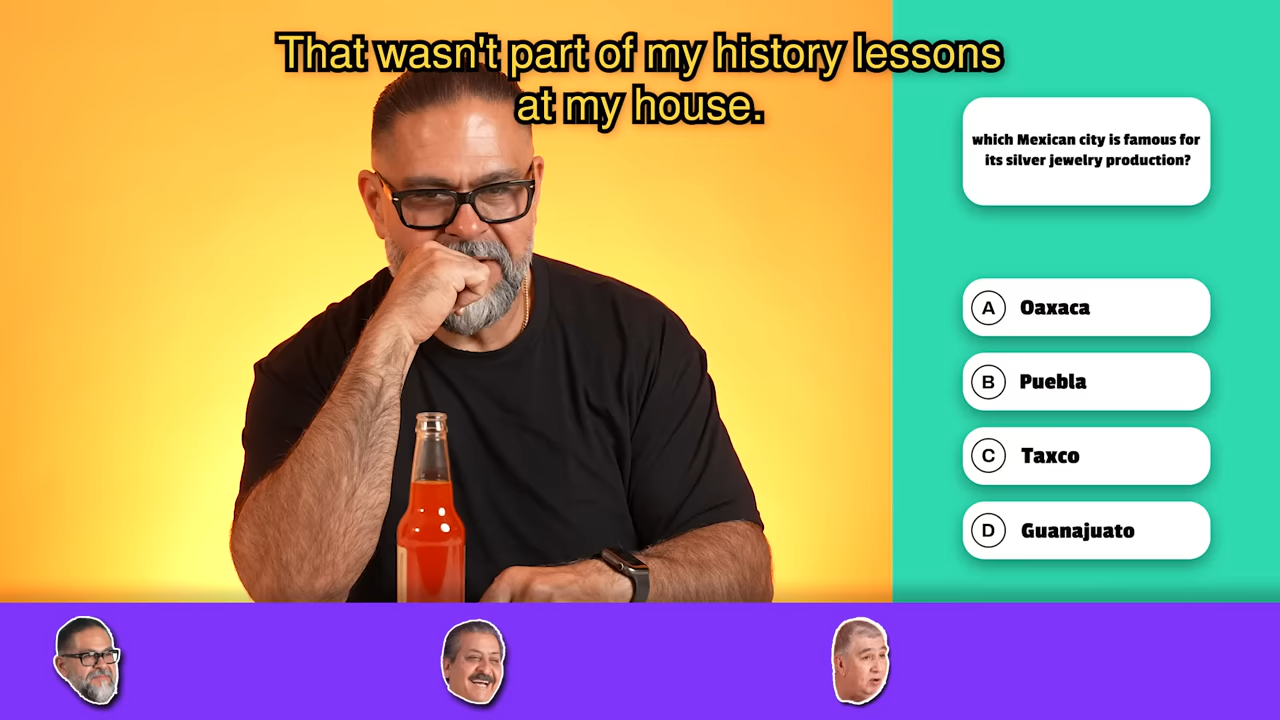 That wasn't part of my history lessons
at my house.
which Mexican city is famous for
its silver jewelry production?
A Oaxaca
B Puebla
C Taxco
D Guanajuato